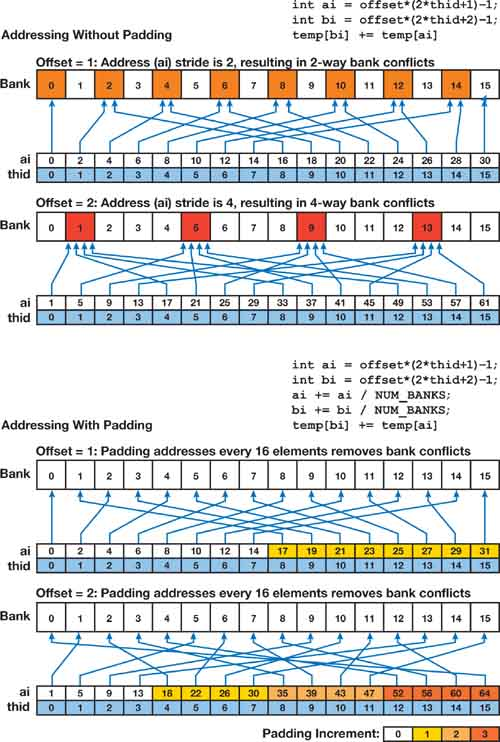 int ai = offset*(2*thid+1)-1;
int bi = offset*(2*thid+2)-1;
temp[bi] += temp[ai]
Addressing Without Padding
Offset = 1: Address (ai) stride is 2, resulting in 2-way bank conflicts
Bank 0 1 2 3 4 5 6 7 8 9 10 11 12 13 14 15
ai 0 2 4 6 8 10 12 14 16 18 20 22 24 26 28 30
thid 0 1 2 3 4 5 6 7 8 9 10 11 12 13 14 15
Offset = 2: Address (ai) stride is 4, resulting in 4-way bank conflicts
Bank 0 1 2 3 4 5 6 7 8 9 10 11 12 13 14 15
ai 1 5 9 13 17 21 25 29 33 37 41 45 49 53 57 61
thid 0 1 2 3 4 5 6 7 8 9 10 11 12 13 14 15
int ai = offset*(2*thid+1)-1;
int bi = offset*(2*thid+2)-1;
ai += ai / NUM_BANKS;
bi += bi / NUM_BANKS;
temp[bi] += temp[ai]
Addressing With Padding
Offset = 1: Padding addresses every 16 elements removes bank conflicts
Bank 0 1 2 3 4 5 6 7 8 9 10 11 12 13 14 15
ai 0 2 4 6 8 10 12 14 17 19 21 23 25 27 29 31
thid 0 1 2 3 4 5 6 7 8 9 10 11 12 13 14 15
Offset = 2: Padding addresses every 16 elements removes bank conflicts
Bank 0 1 2 3 4 5 6 7 8 9 10 11 12 13 14 15
ai 1 5 9 13 18 22 26 30 35 39 43 47 52 56 60 64
thid 0 1 2 3 4 5 6 7 8 9 10 11 12 13 14 15
Padding Increment: 0 1 2 3